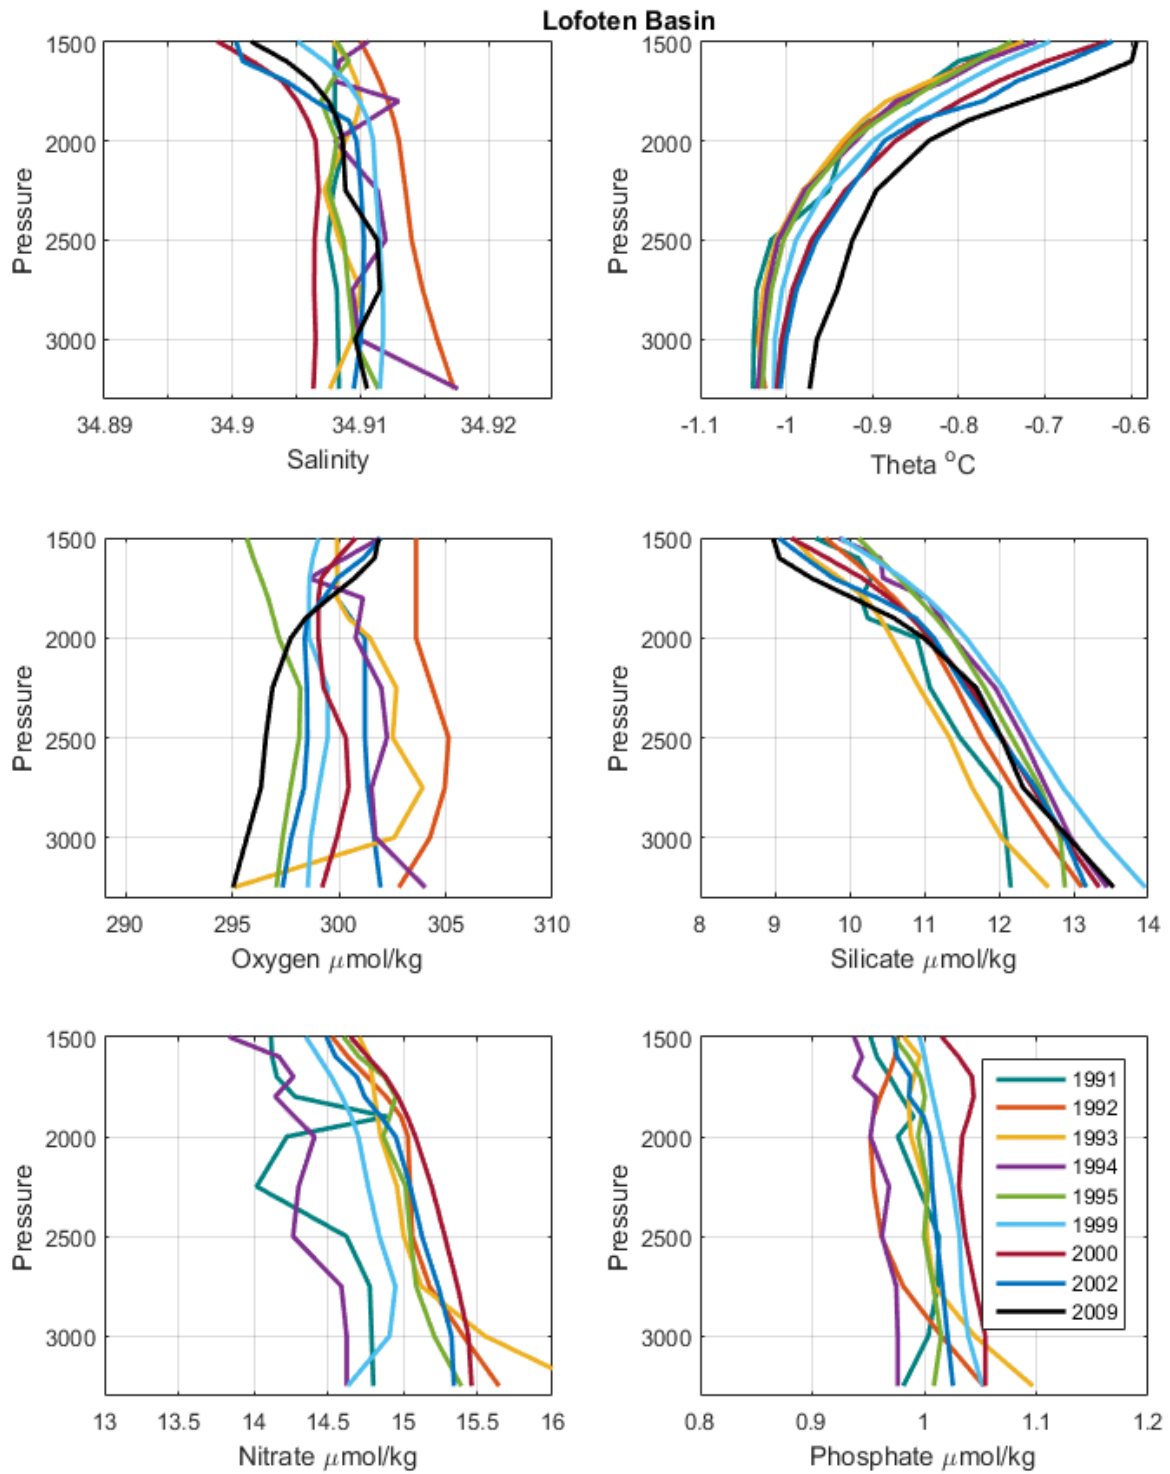 Lofoten Basin
1500
2000
2500
3000
Pressure
34.89 34.9 34.91 34.92
Salinity
1500
2000
2500
3000
Pressure
-1.1 -1 -0.9 -0.8 -0.7 -0.6
Theta °C
1500
2000
2500
3000
Pressure
290 295 300 305 310
Oxygen μmol/kg
1500
2000
2500
3000
Pressure
8 9 10 11 12 13 14
Silicate μmol/kg
1500
2000
2500
3000
Pressure
13 13.5 14 14.5 15 15.5 16
Nitrate μmol/kg
1500
2000
2500
3000
Pressure
0.8 0.9 1 1.1 1.2
Phosphate μmol/kg
1991
1992
1993
1994
1995
1999
2000
2002
2009